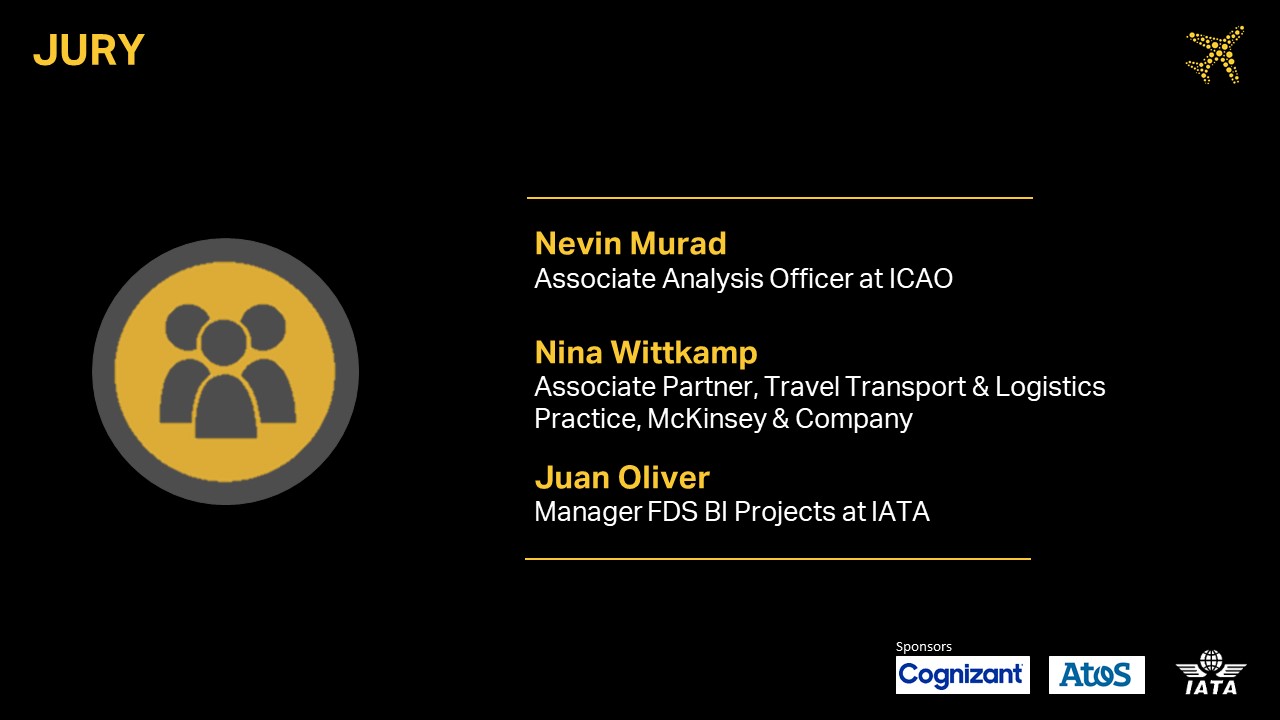 JURY
Nevin Murad
Associate Analysis Officer at ICAO
Nina Wittkamp
Associate Partner, Travel Transport & Logistics
Practice, McKinsey & Company
Juan Oliver
Manager FDS BI Projects at IATA
Sponsors
Cognizant
Atos
IATA